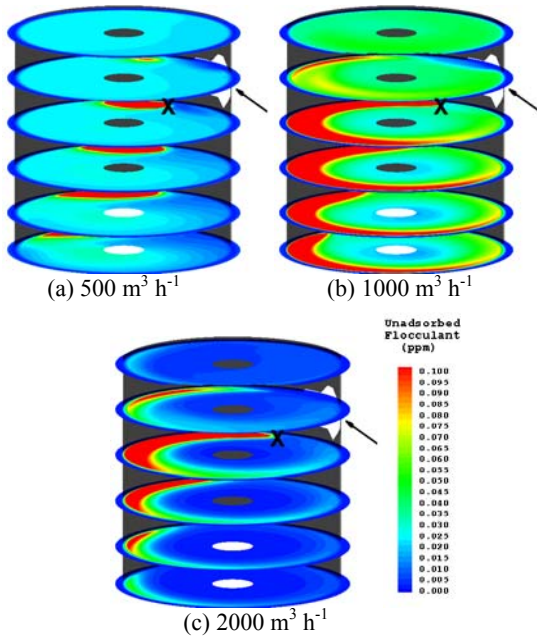 X
X
(a) 500 m³ h⁻¹
(b) 1000 m³ h⁻¹
Unadsorbed
Flocculant
(ppm)
X
0.100
0.095
0.090
0.085
0.080
0.075
0.070
0.065
0.060
0.055
0.050
0.045
0.040
0.035
0.030
0.025
0.020
0.015
0.010
0.005
0.000
(c) 2000 m³ h⁻¹